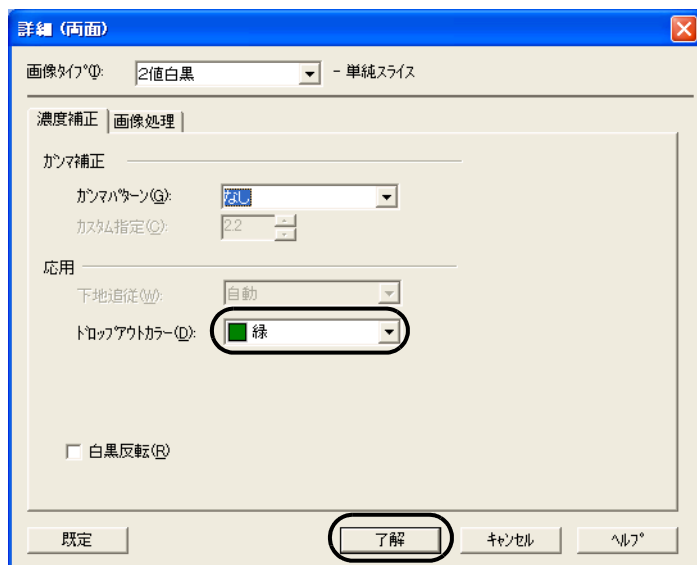 詳細 (両面)
画像ﾀｲﾌﾟ(I): 2値白黒 - 単純ｽﾗｲｽ
濃度補正 画像処理
ｶﾞﾝﾏ補正
ｶﾞﾝﾏﾊﾟﾀｰﾝ(G): なし
ｶｽﾀﾑ指定(C): 2.2
応用
下地追従(W): 自動
ﾄﾞﾛｯﾌﾟｱｳﾄｶﾗｰ(D): 緑
白黒反転(R)
既定 了解 ｷｬﾝｾﾙ ﾍﾙﾌﾟ